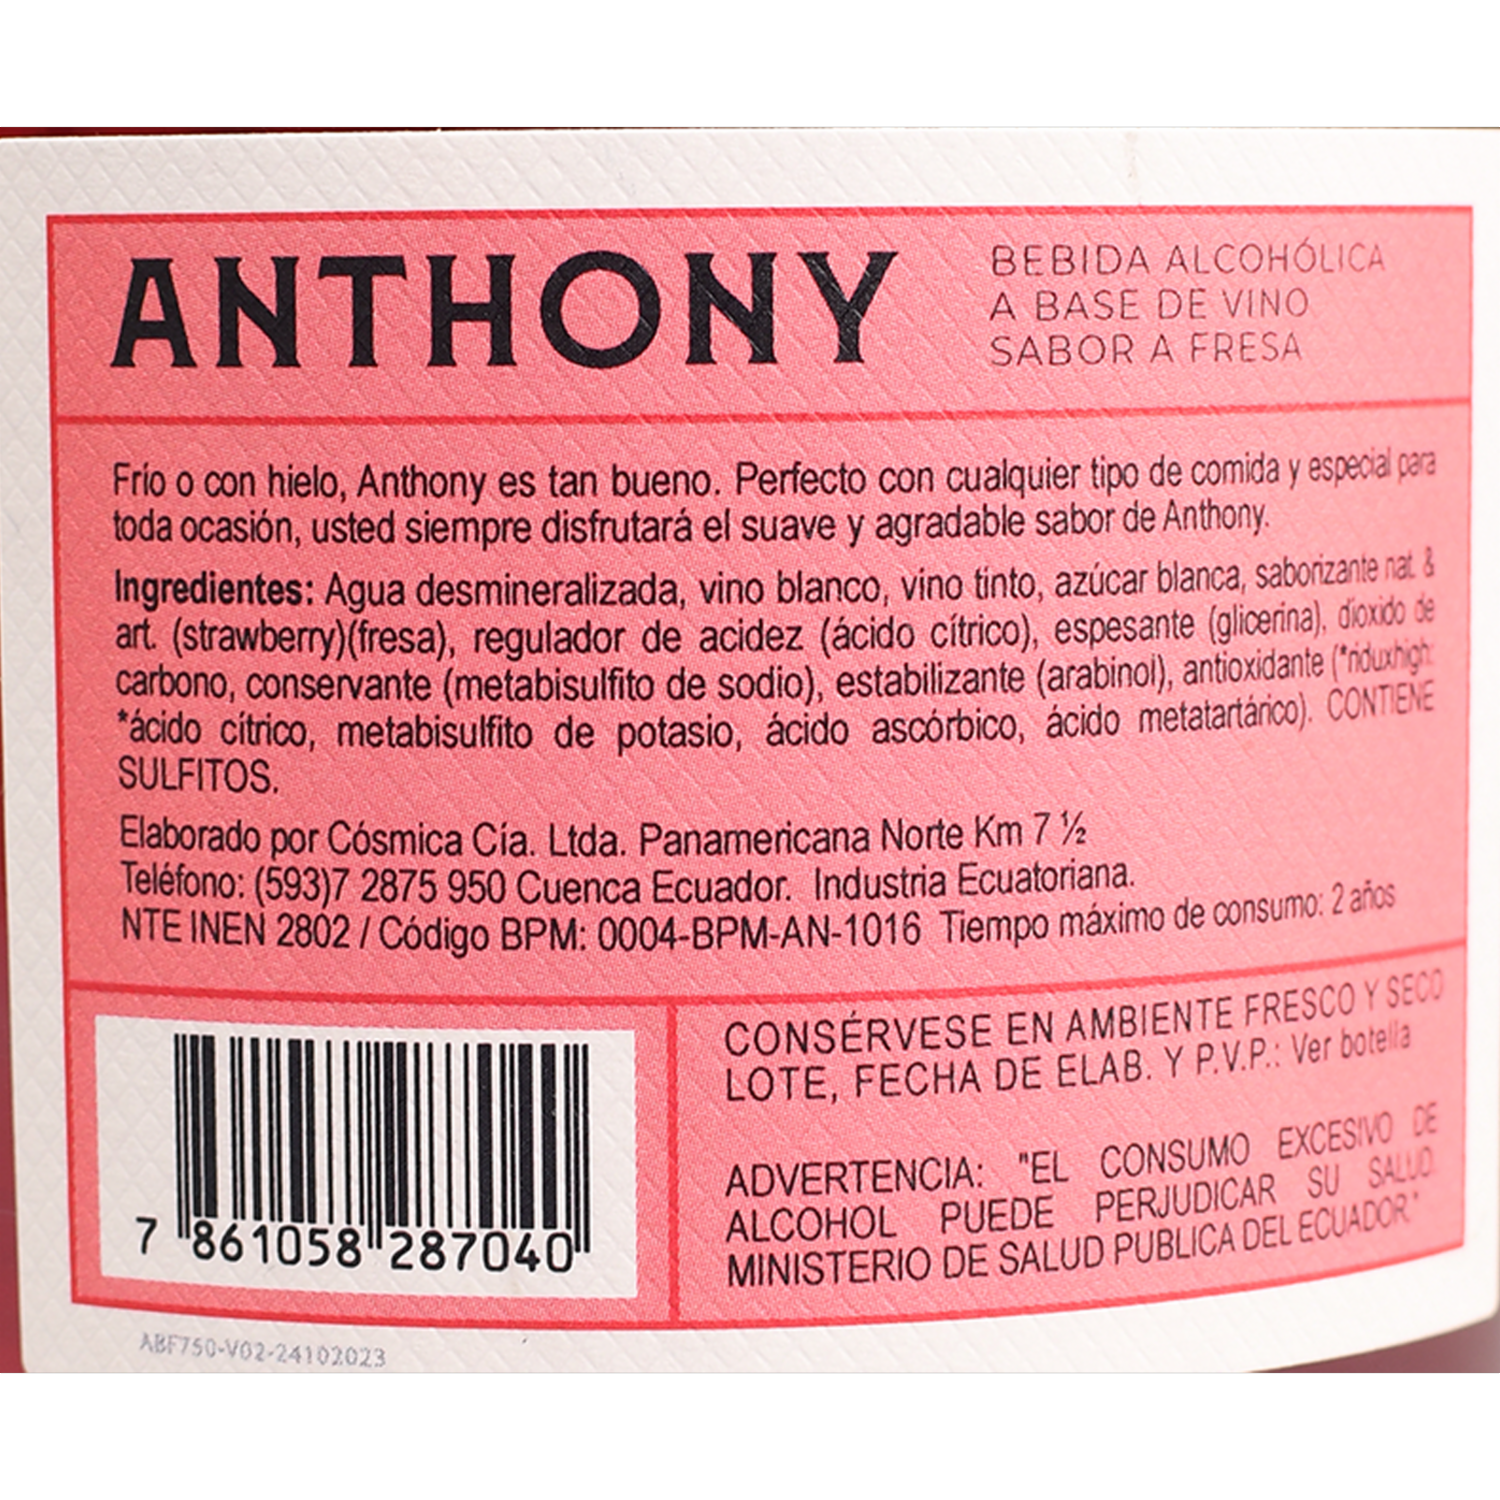 ANTHONY
BEBIDA ALCOHÓLICA
A BASE DE VINO
SABOR A FRESA
Frío o con hielo, Anthony es tan bueno. Perfecto con cualquier tipo de comida y especial para
toda ocasión, usted siempre disfrutará el suave y agradable sabor de Anthony.
Ingredientes: Agua desmineralizada, vino blanco, vino tinto, azúcar blanca, saborizante nat. &
art. (strawberry)(fresa), regulador de acidez (ácido cítrico), espesante (glicerina), dióxido de
carbono, conservante (metabisulfito de sodio), estabilizante (arabinol), antioxidante (*riduxhigh:
*ácido cítrico, metabisulfito de potasio, ácido ascórbico, ácido metatartárico). CONTIENE
SULFITOS.
Elaborado por Cósmica Cía. Ltda. Panamericana Norte Km 7 ½
Teléfono: (593)7 2875 950 Cuenca Ecuador. Industria Ecuatoriana.
NTE INEN 2802 / Código BPM: 0004-BPM-AN-1016 Tiempo máximo de consumo: 2 años
CONSÉRVESE EN AMBIENTE FRESCO Y SECO
LOTE, FECHA DE ELAB. Y P.V.P.: Ver botella
ADVERTENCIA: "EL CONSUMO EXCESIVO DE
ALCOHOL PUEDE PERJUDICAR SU SALUD.
MINISTERIO DE SALUD PUBLICA DEL ECUADOR."
7 861058 287040
ABF750-V02-24102023